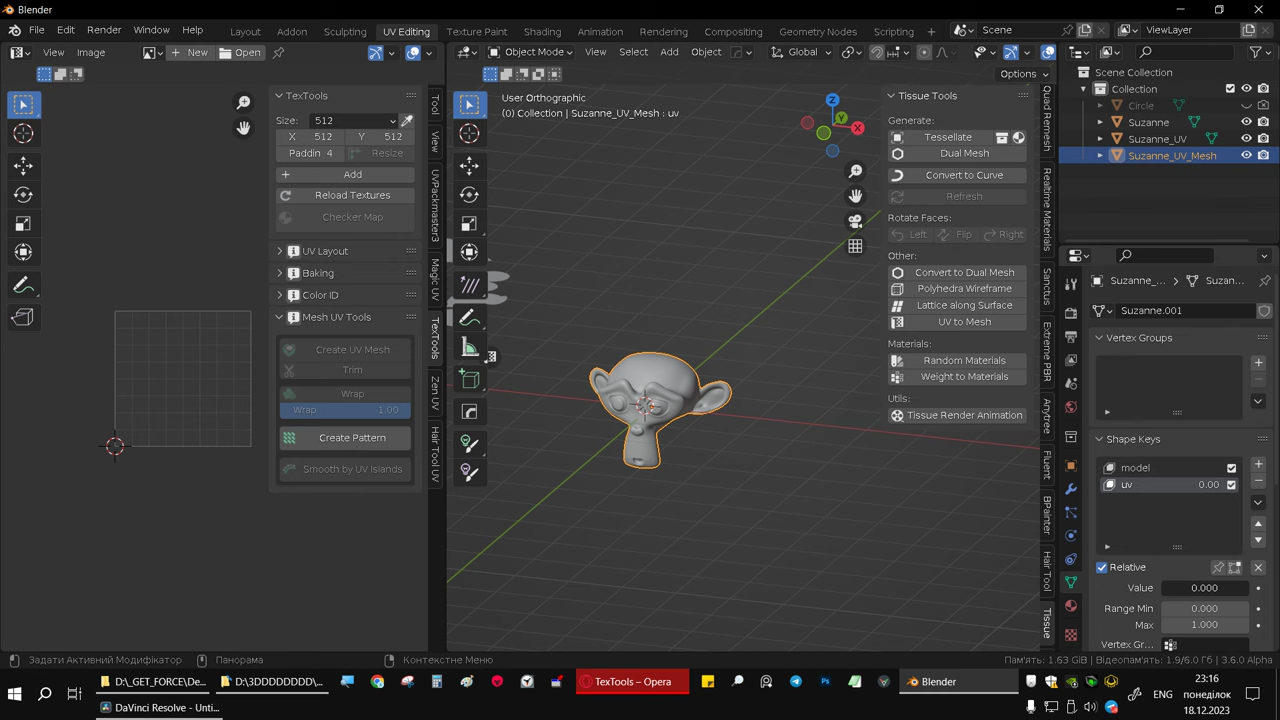 Blender
File Edit Render Window Help
Layout Adding Sculpting UV Editing Texture Paint Shading Animation Rendering Compositing Geometry Nodes Scripting +
Scene
ViewLayer
View Image
New
Open
Object Mode
View Select Add Object
Global
Options
User Orthographic
(0) Collection | Suzanne_UV_Mesh : uv
Z
Y
X
TexTools
Size: 512
X 512 Y 512
Paddin 4 Resize
Add
Reload Textures
Checker Map
UV Layout
Baking
Color ID
Mesh UV Tools
Create UV Mesh
Trim
Wrap
Wrap 1.00
Create Pattern
Smooth by UV Islands
Tool
View
UVPackmaster3
Magic UV
TexTools
Zen UV
Hair Tool UV
Tissue Tools
Generate:
Tessellate
Dual Mesh
Convert to Curve
Refresh
Rotate Faces:
Left Flip Right
Other:
Convert to Dual Mesh
Polyhedra Wireframe
Lattice along Surface
UV to Mesh
Materials:
Random Materials
Weight to Materials
Utils:
Tissue Render Animation
Quad Remesh
Realtime Materials
Sanctus
Extreme PBR
Anytree
Fluent
BPainter
Hair Tool
Tissue
Scene Collection
Collection
Circle
Suzanne
Suzanne_UV
Suzanne_UV_Mesh
Suzanne_... Suzan...
Suzanne.001
Vertex Groups
Shape Keys
model
uv 0.00
Relative
Value 0.000
Range Min 0.000
Max 1.000
Vertex Gr...
Задати Активний Модифікатор Панорама Контекстне Меню
Пам'ять: 1.63 GiB | Відеопам'ять: 1.9/6.0 Гб | 3.6.0 Alpha
D:\_GET_FORCE\De...
D:\3DDDDDDDD\...
TexTools – Opera
Blender
DaVinci Resolve - Unti...
ENG
23:16
понеділок
18.12.2023